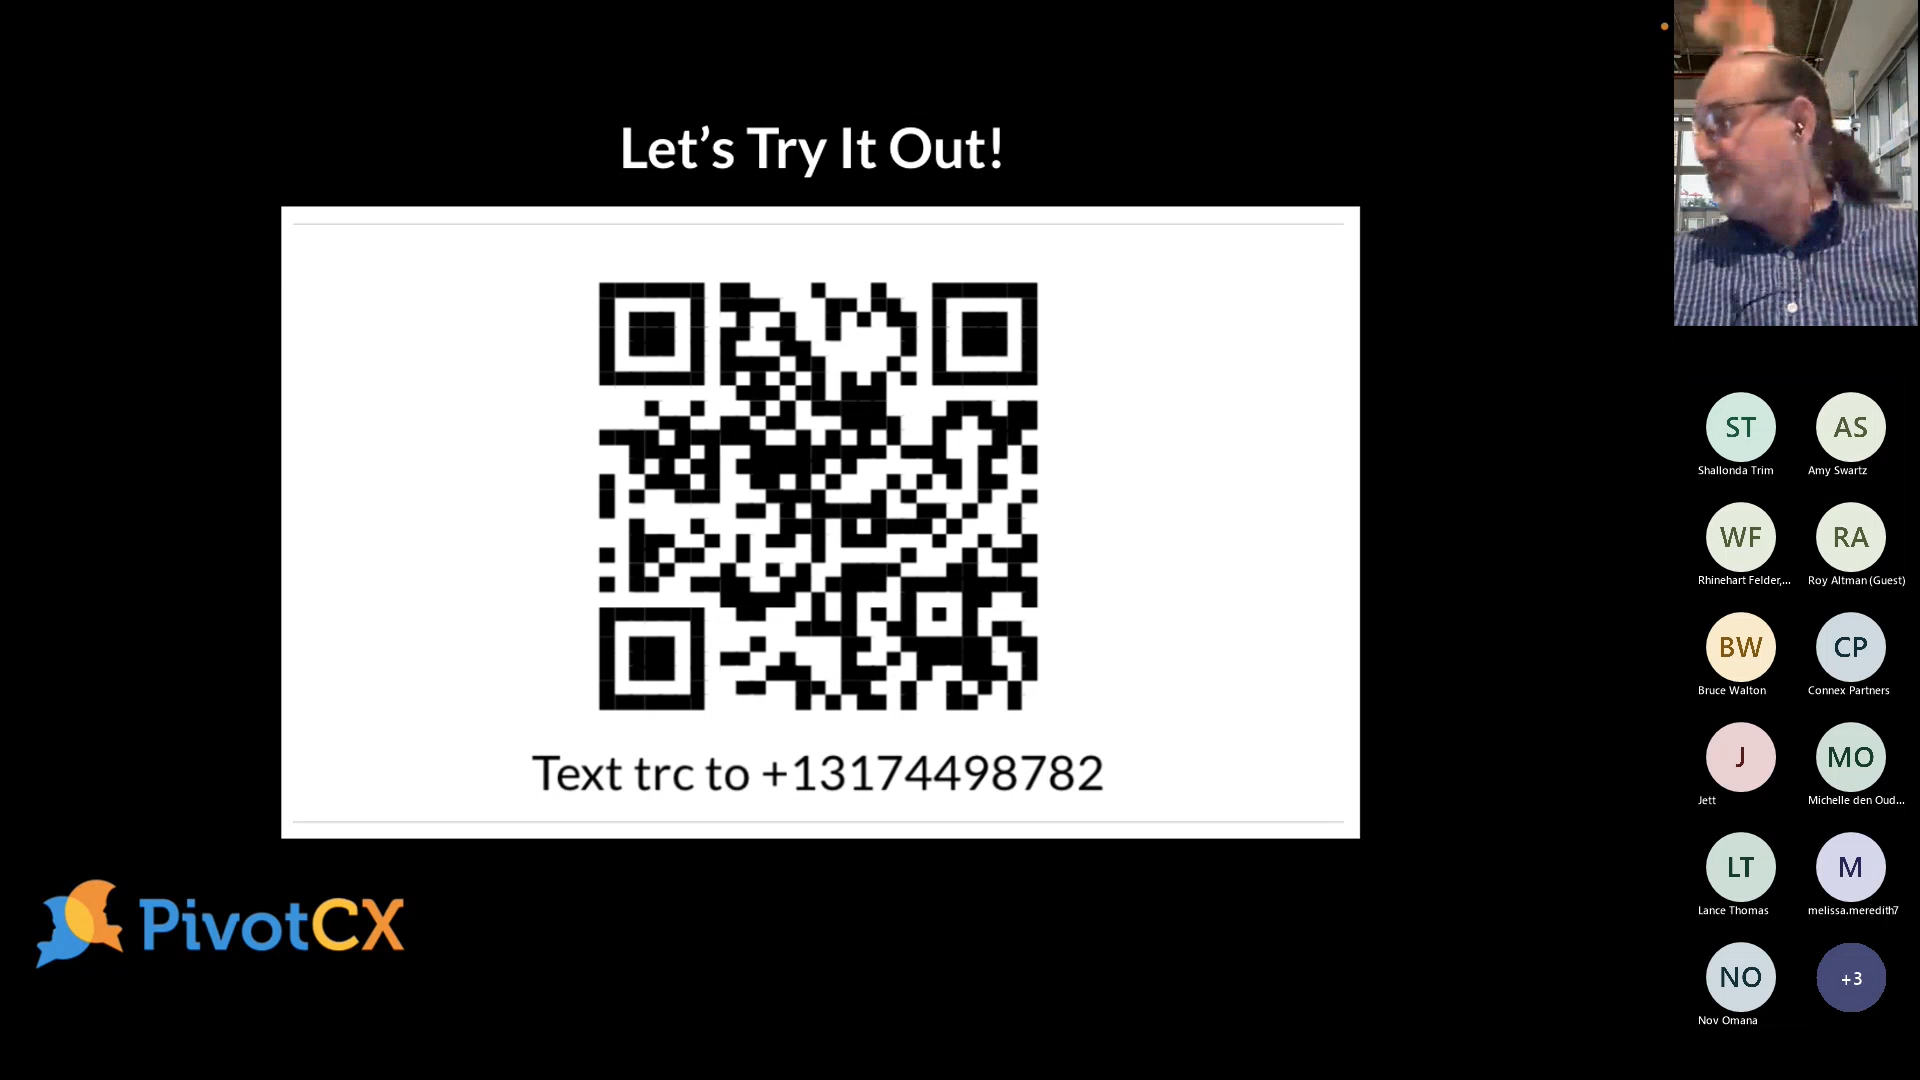 Let’s Try It Out!
Text trc to +13174498782
PivotCX
ST
AS
Shallonda Trim
Amy Swartz
WF
RA
Rhinehart Felder,...
Roy Altman (Guest)
BW
CP
Bruce Walton
Connex Partners
J
MO
Jett
Michelle den Oud...
LT
M
Lance Thomas
melissa.meredith7
NO
+3
Nov Omana